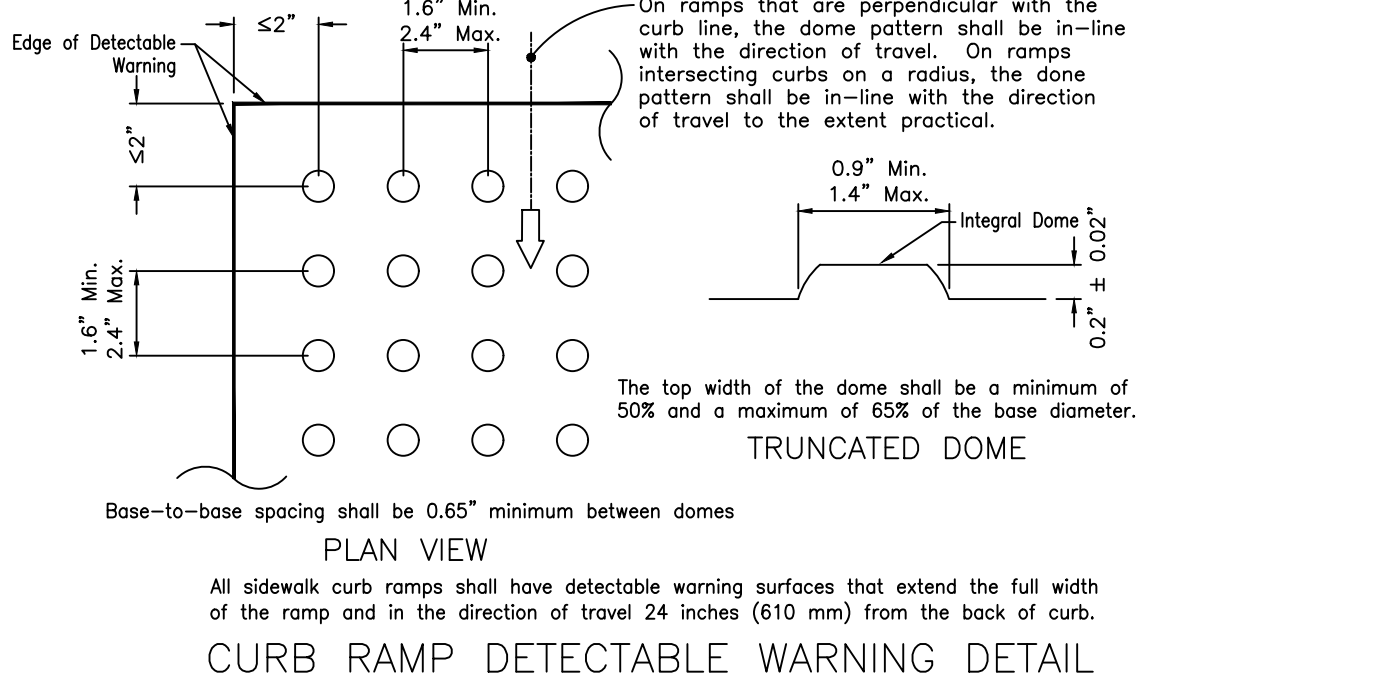 ≤2"
1.6" Min.
2.4" Max.
On ramps that are perpendicular with the
curb line, the dome pattern shall be in-line
with the direction of travel. On ramps
intersecting curbs on a radius, the done
pattern shall be in-line with the direction
of travel to the extent practical.
Edge of Detectable
Warning
≤2"
1.6" Min.
2.4" Max.
0.9" Min.
1.4" Max.
Integral Dome
0.2" ± 0.02"
The top width of the dome shall be a minimum of
50% and a maximum of 65% of the base diameter.
TRUNCATED DOME
Base-to-base spacing shall be 0.65" minimum between domes
PLAN VIEW
All sidewalk curb ramps shall have detectable warning surfaces that extend the full width
of the ramp and in the direction of travel 24 inches (610 mm) from the back of curb.
CURB RAMP DETECTABLE WARNING DETAIL